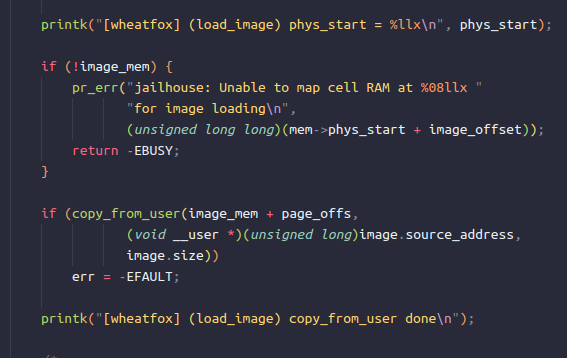 printk("[wheatfox] (load_image) phys_start = %llx\n", phys_start);
if (!image_mem) {
pr_err("jailhouse: Unable to map cell RAM at %08llx "
"for image loading\n",
(unsigned long long)(mem->phys_start + image_offset));
return -EBUSY;
}
if (copy_from_user(image_mem + page_offs,
(void __user *)(unsigned long)image.source_address,
image.size))
err = -EFAULT;
printk("[wheatfox] (load_image) copy_from_user done\n");